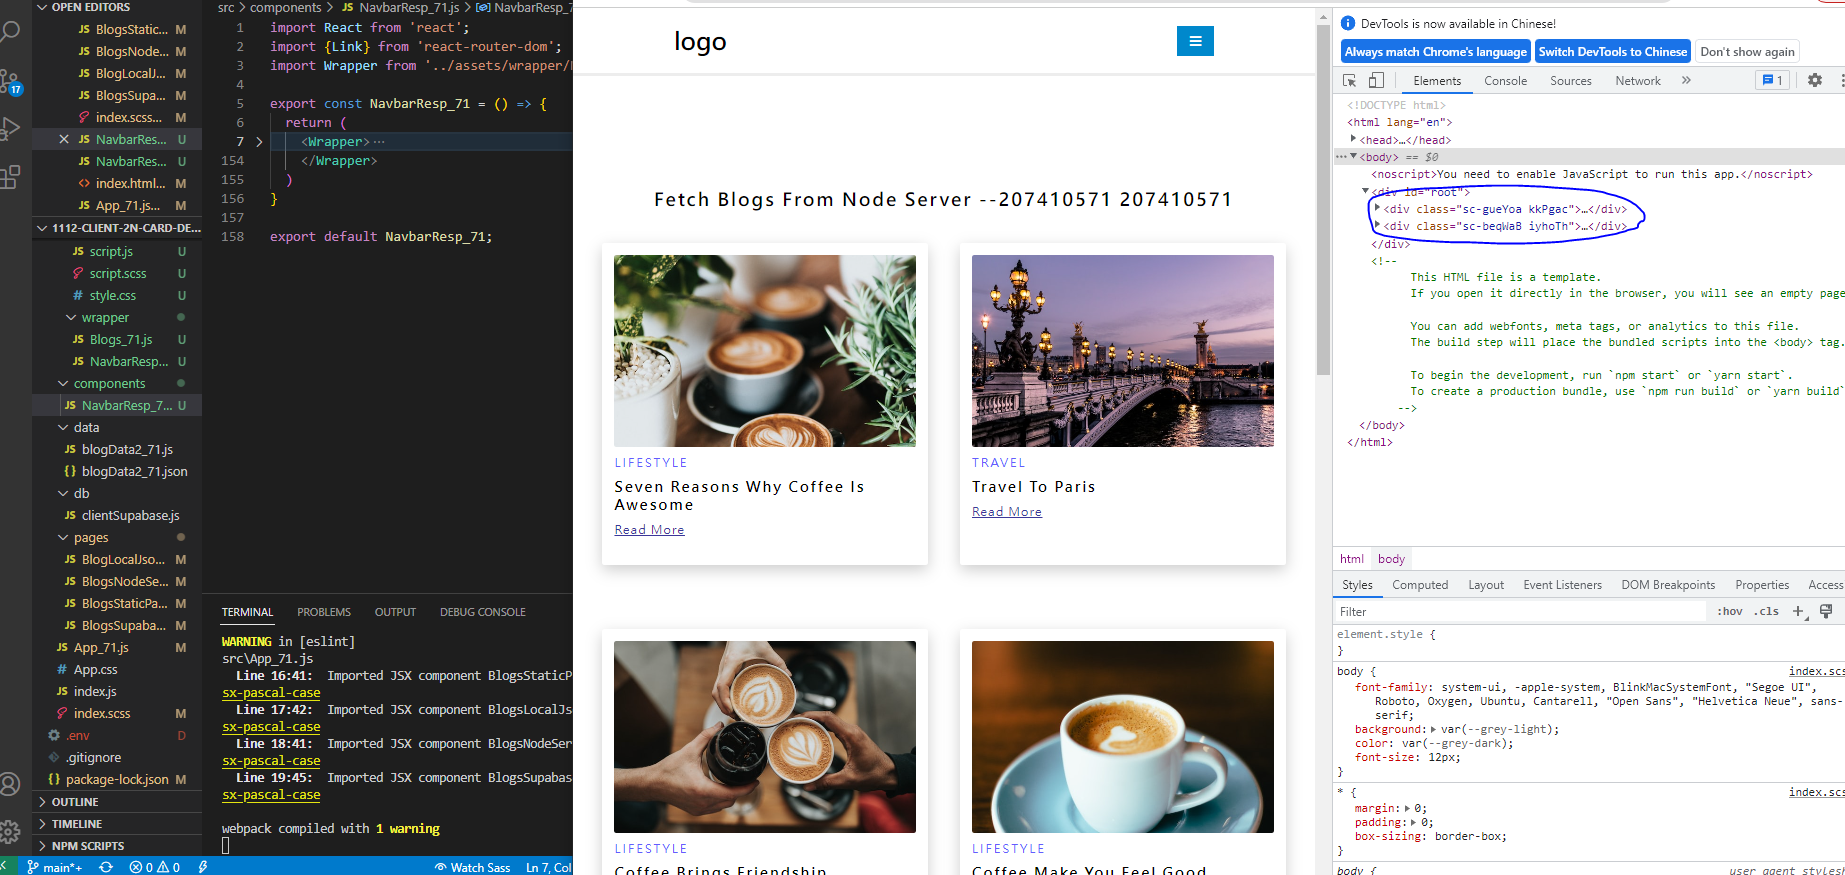 OPEN EDITORS
JS BlogsStatic... M
JS BlogsNode... M
JS BlogLocalJ... M
JS BlogsSupa... M
index.scss... M
JS NavbarRes... U
JS NavbarRes... U
<> index.html... M
JS App_71.js... M
1112-CLIENT-2N-CARD-DE...
JS script.js U
script.scss U
# style.css U
wrapper
JS Blogs_71.js U
JS NavbarResp... U
components
JS NavbarResp_7... U
data
JS blogData2_71.js
{} blogData2_71.json
db
JS clientSupabase.js
pages
JS BlogLocalJso... M
JS BlogsNodeSe... M
JS BlogsStaticPa... M
JS BlogsSupaba... M
JS App_71.js M
# App.css
JS index.js
index.scss M
.env D
.gitignore
{} package-lock.json M
OUTLINE
TIMELINE
NPM SCRIPTS
17
src > components > JS NavbarResp_71.js > NavbarResp_7
1 import React from 'react';
2 import {Link} from 'react-router-dom';
3 import Wrapper from '../assets/wrapper/
4
5 export const NavbarResp_71 = () => {
6 return (
7 <Wrapper>...
154 </Wrapper>
155 )
156 }
157
158 export default NavbarResp_71;
TERMINAL PROBLEMS OUTPUT DEBUG CONSOLE
WARNING in [eslint]
src\App_71.js
Line 16:41: Imported JSX component BlogsStaticP
sx-pascal-case
Line 17:42: Imported JSX component BlogsLocalJs
sx-pascal-case
Line 18:41: Imported JSX component BlogsNodeSer
sx-pascal-case
Line 19:45: Imported JSX component BlogsSupabas
sx-pascal-case
webpack compiled with 1 warning
main*+ 0 0 Watch Sass Ln 7, Col
logo
Fetch Blogs From Node Server --207410571 207410571
LIFESTYLE
Seven Reasons Why Coffee Is
Awesome
Read More
TRAVEL
Travel To Paris
Read More
LIFESTYLE
Coffee Brings Friendship
LIFESTYLE
Coffee Make You Feel Good
DevTools is now available in Chinese!
Always match Chrome's language Switch DevTools to Chinese Don't show again
Elements Console Sources Network » 1
<!DOCTYPE html>
<html lang="en">
<head>…</head>
<body> == $0
<noscript>You need to enable JavaScript to run this app.</noscript>
<div id="root">
<div class="sc-gueYoa kkPgac">…</div>
<div class="sc-beqWaB iyhoTh">…</div>
</div>
<!--
This HTML file is a template.
If you open it directly in the browser, you will see an empty page
You can add webfonts, meta tags, or analytics to this file.
The build step will place the bundled scripts into the <body> tag.
To begin the development, run `npm start` or `yarn start`.
To create a production bundle, use `npm run build` or `yarn build`
-->
</body>
</html>
html body
Styles Computed Layout Event Listeners DOM Breakpoints Properties Access
Filter :hov .cls +
element.style {
}
body { index.scs
font-family: system-ui, -apple-system, BlinkMacSystemFont, "Segoe UI",
Roboto, Oxygen, Ubuntu, Cantarell, "Open Sans", "Helvetica Neue", sans-
serif;
background: var(--grey-light);
color: var(--grey-dark);
font-size: 12px;
}
* { index.scs
margin: 0;
padding: 0;
box-sizing: border-box;
}
body { user agent stylesh